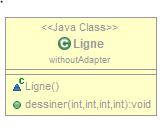 <<Java Class>>
Ligne
withoutAdapter
Ligne()
dessiner(int,int,int,int):void